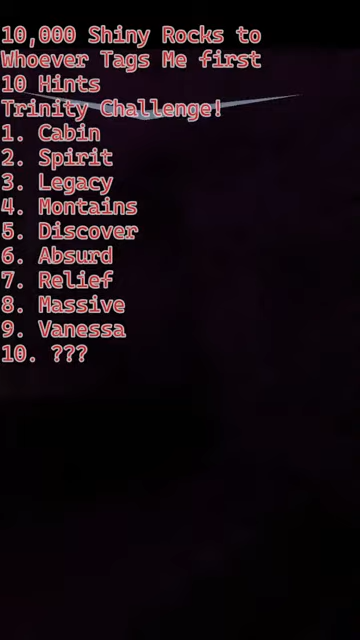 10,000 Shiny Rocks to
Whoever Tags Me first
10 Hints
Trinity Challenge!
1. Cabin
2. Spirit
3. Legacy
4. Montains
5. Discover
6. Absurd
7. Relief
8. Massive
9. Vanessa
10. ???